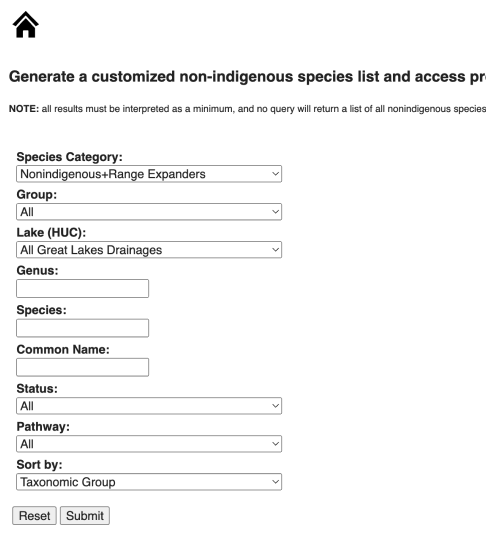 Generate a customized non-indigenous species list and access pr
NOTE: all results must be interpreted as a minimum, and no query will return a list of all nonindigenous species
Species Category:
Nonindigenous+Range Expanders
Group:
All
Lake (HUC):
All Great Lakes Drainages
Genus:
Species:
Common Name:
Status:
All
Pathway:
All
Sort by:
Taxonomic Group
Reset Submit